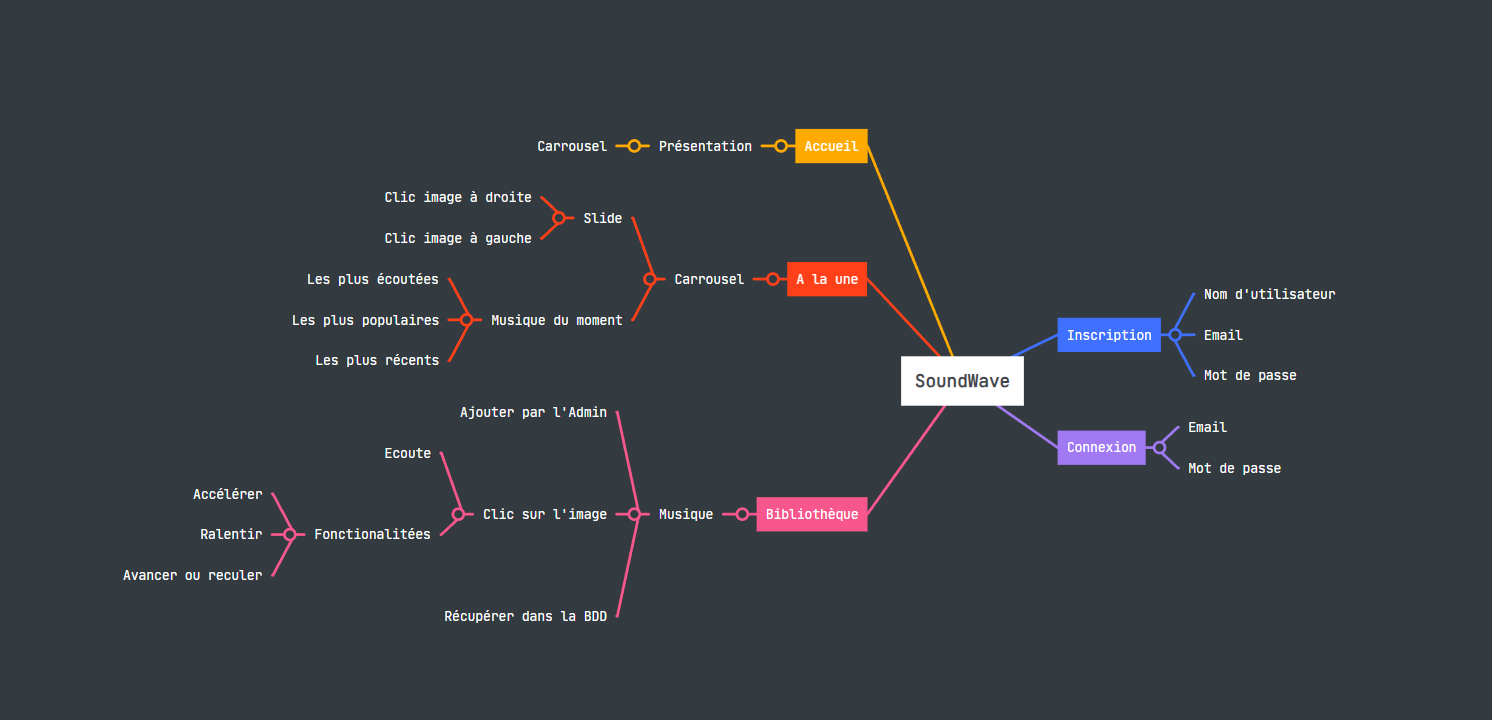 SoundWave
Accueil
Présentation
Carrousel
A la une
Carrousel
Slide
Clic image à droite
Clic image à gauche
Musique du moment
Les plus écoutées
Les plus populaires
Les plus récents
Bibliothèque
Musique
Ajouter par l'Admin
Clic sur l'image
Ecoute
Fonctionalitées
Accélérer
Ralentir
Avancer ou reculer
Récupérer dans la BDD
Inscription
Nom d'utilisateur
Email
Mot de passe
Connexion
Email
Mot de passe